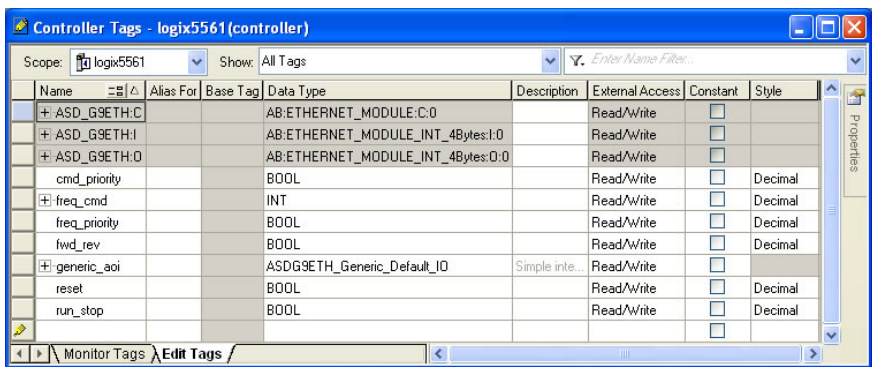 Controller Tags - logix5561(controller)
Scope: logix5561 Show: All Tags Enter Name Filter...
Name Alias For Base Tag Data Type Description External Access Constant Style
ASD_G9ETH:C AB:ETHERNET_MODULE:C:0 Read/Write
ASD_G9ETH:I AB:ETHERNET_MODULE_INT_4Bytes:I:0 Read/Write
ASD_G9ETH:O AB:ETHERNET_MODULE_INT_4Bytes:O:0 Read/Write
cmd_priority BOOL Read/Write Decimal
freq_cmd INT Read/Write Decimal
freq_priority BOOL Read/Write Decimal
fwd_rev BOOL Read/Write Decimal
generic_aoi ASDG9ETH_Generic_Default_IO Simple inte... Read/Write
reset BOOL Read/Write Decimal
run_stop BOOL Read/Write Decimal
Monitor Tags Edit Tags
Properties